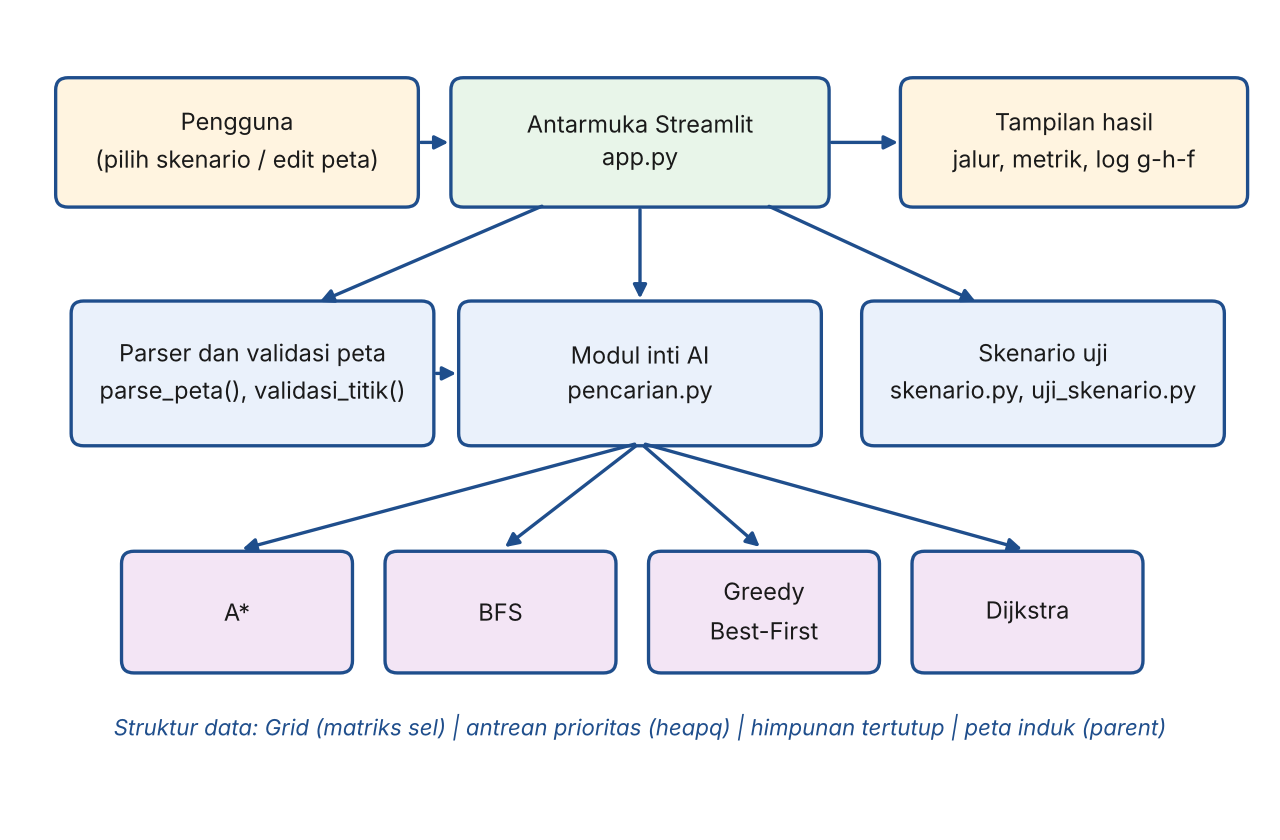 Pengguna
(pilih skenario / edit peta)
Antarmuka Streamlit
app.py
Tampilan hasil
jalur, metrik, log g-h-f
Parser dan validasi peta
parse_peta(), validasi_titik()
Modul inti AI
pencarian.py
Skenario uji
skenario.py, uji_skenario.py
A*
BFS
Greedy
Best-First
Dijkstra
Struktur data: Grid (matriks sel) | antrean prioritas (heapq) | himpunan tertutup | peta induk (parent)